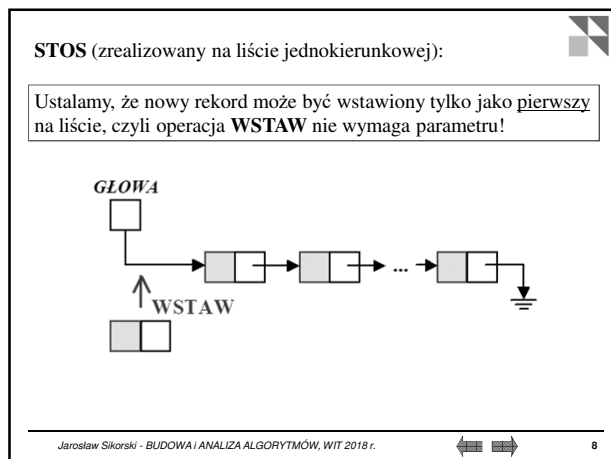 STOS (zrealizowany na liście jednokierunkowej):
Ustalamy, że nowy rekord może być wstawiony tylko jako pierwszy
na liście, czyli operacja WSTAW nie wymaga parametru!
GŁOWA
...
WSTAW
Jarosław Sikorski - BUDOWA i ANALIZA ALGORYTMÓW, WIT 2018 r.
8